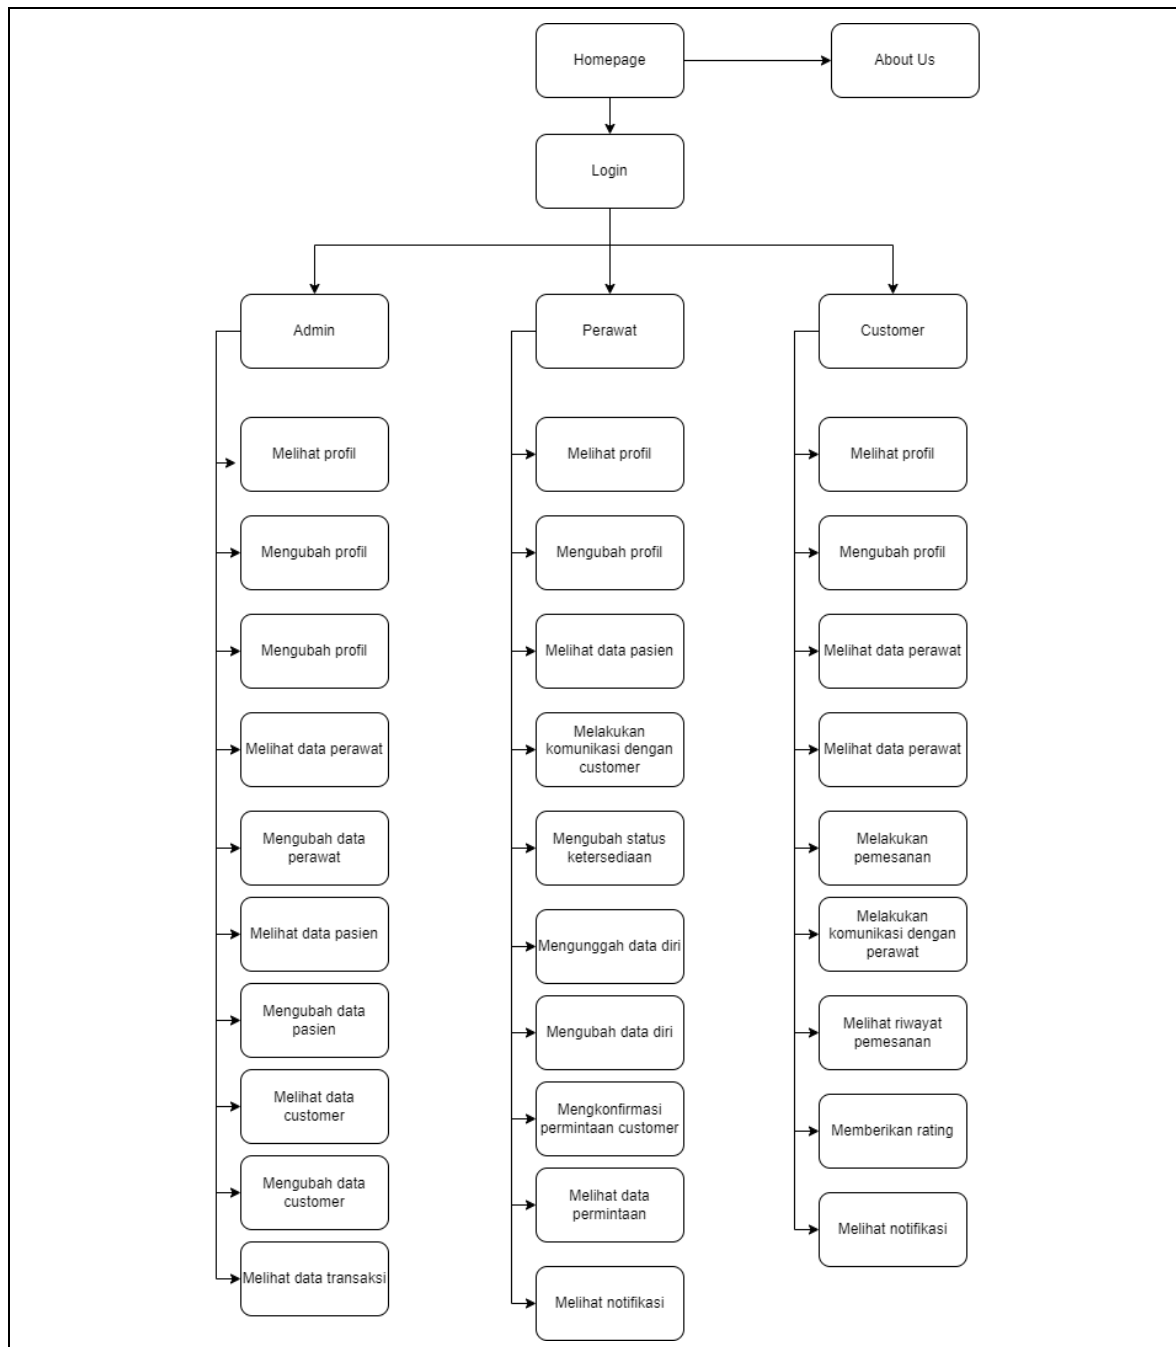 Homepage
About Us
Login
Admin
Perawat
Customer
Melihat profil
Mengubah profil
Mengubah profil
Melihat data perawat
Mengubah data
perawat
Melihat data pasien
Mengubah data
pasien
Melihat data
customer
Mengubah data
customer
Melihat data transaksi
Melihat profil
Mengubah profil
Melihat data pasien
Melakukan
komunikasi dengan
customer
Mengubah status
ketersediaan
Mengunggah data diri
Mengubah data diri
Mengkonfirmasi
permintaan customer
Melihat data
permintaan
Melihat notifikasi
Melihat profil
Mengubah profil
Melihat data perawat
Melihat data perawat
Melakukan
pemesanan
Melakukan
komunikasi dengan
perawat
Melihat riwayat
pemesanan
Memberikan rating
Melihat notifikasi